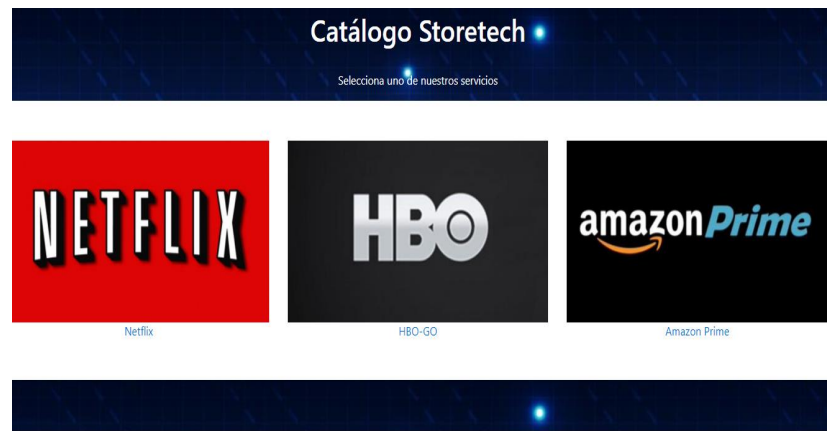 Catálogo Storetech
Selecciona uno de nuestros servicios
NETFLIX
HBO
amazon Prime
Netflix
HBO-GO
Amazon Prime